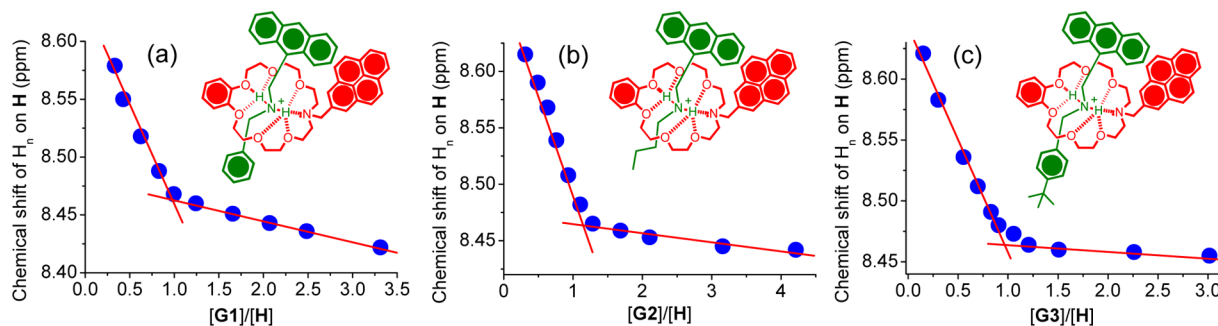 (a)
8.60
8.55
8.50
8.45
8.40
Chemical shift of Hn on H (ppm)
0.0 0.5 1.0 1.5 2.0 2.5 3.0 3.5
[G1]/[H]
O O O H N + H N O O O
(b)
8.60
8.55
8.50
8.45
Chemical shift of Hn on H (ppm)
0 1 2 3 4
[G2]/[H]
O O O H N + H N O O O
(c)
8.60
8.55
8.50
8.45
Chemical shift of Hn on H (ppm)
0.0 0.5 1.0 1.5 2.0 2.5 3.0
[G3]/[H]
O O O H N + H N O O O